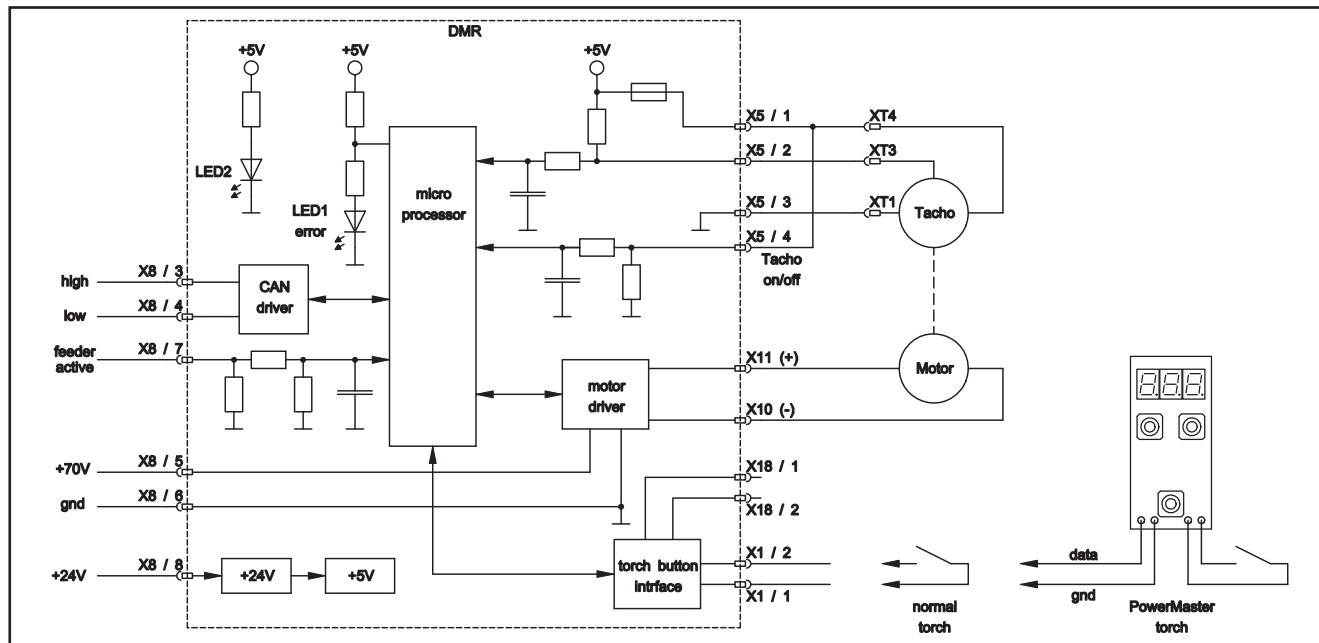 DMR
+5V
+5V
+5V
X5 / 1
XT4
X5 / 2
XT3
LED2
micro
processor
LED1
error
X5 / 3
XT1
Tacho
X5 / 4
Tacho
on/off
high
X8 / 3
CAN
driver
low
X8 / 4
feeder
active
X8 / 7
X11 (+)
Motor
motor
driver
X10 (-)
888
+70V
X8 / 5
X18 / 1
gnd
X8 / 6
X18 / 2
+24V
X8 / 8
+24V
+5V
torch button
intrface
X1 / 2
X1 / 1
data
gnd
normal
torch
PowerMaster
torch